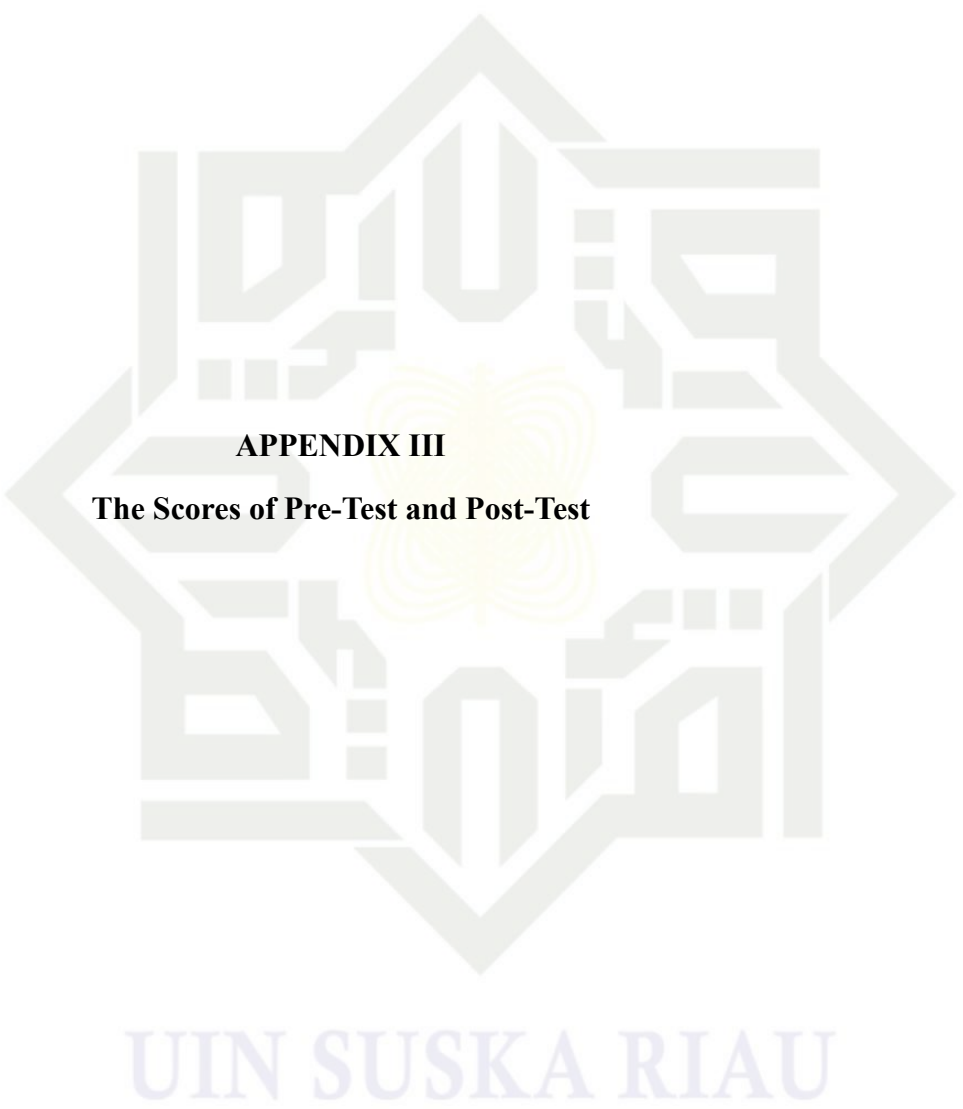 APPENDIX III
The Scores of Pre-Test and Post-Test
UIN SUSKA RIAU